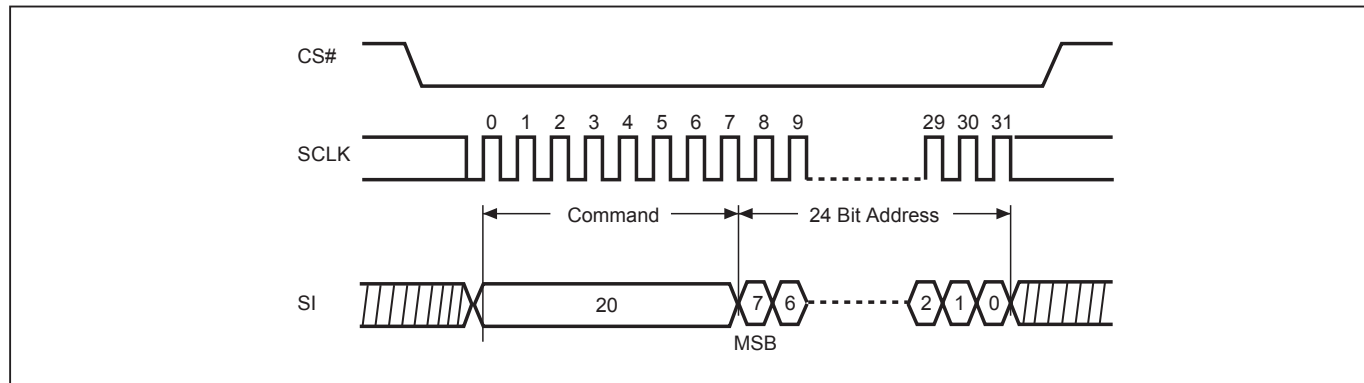 CS#
0 1 2 3 4 5 6 7 8 9 29 30 31
SCLK
Command 24 Bit Address
SI 20 7 6 2 1 0
MSB